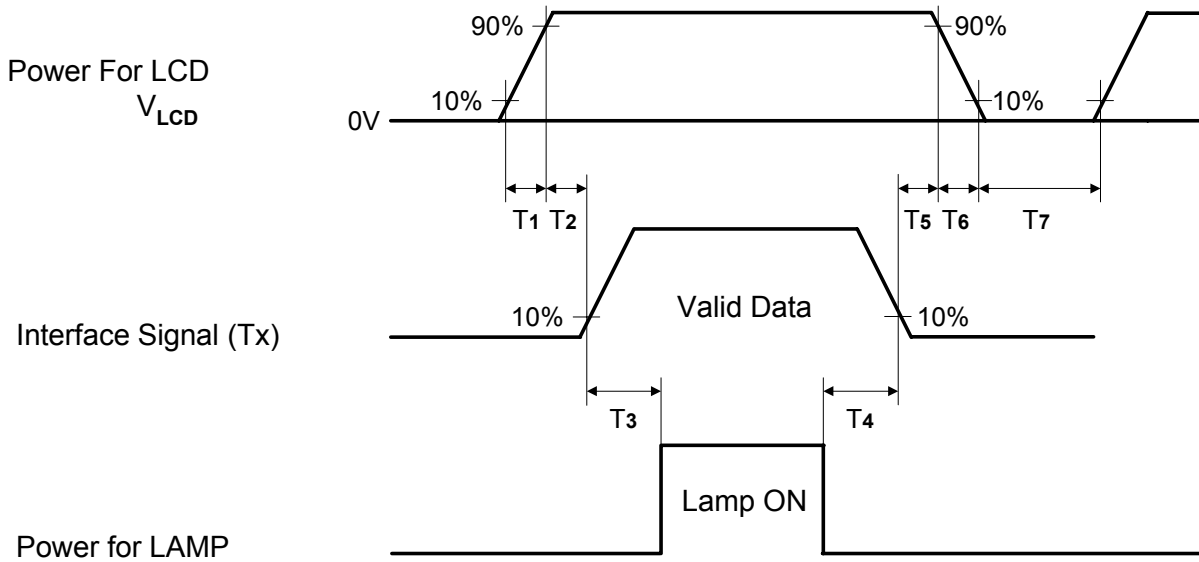 90%
90%
Power For LCD
VLCD
10%
10%
0V
T1 T2
T5 T6 T7
Valid Data
10%
10%
Interface Signal (Tx)
T3
T4
Lamp ON
Power for LAMP